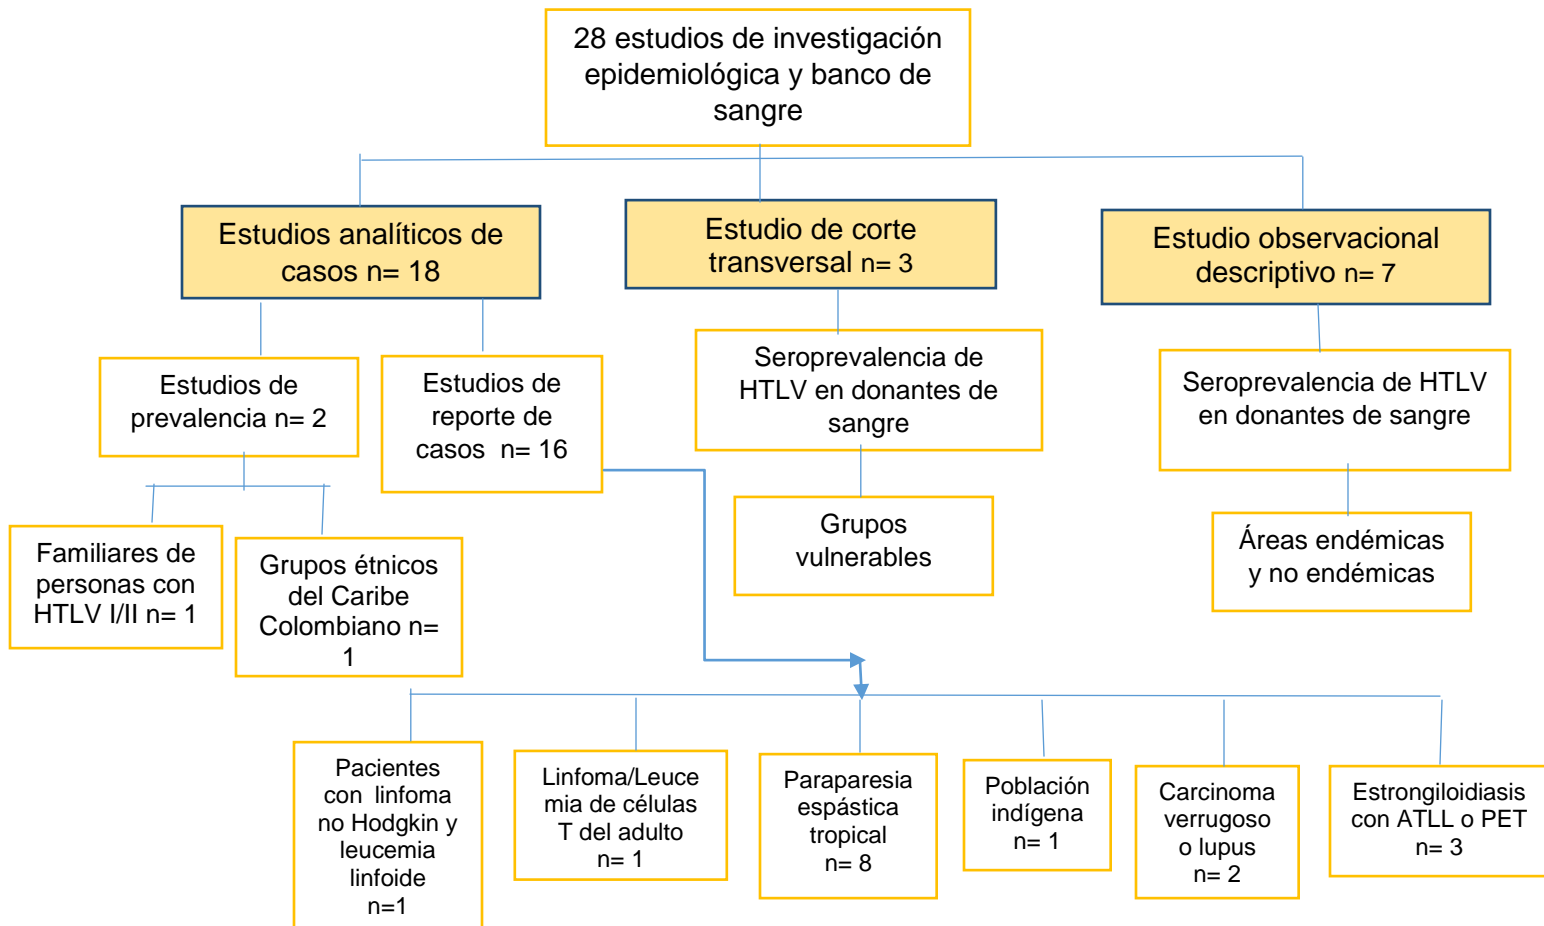 28 estudios de investigación
epidemiológica y banco de
sangre
Estudios analíticos de
casos n= 18
Estudio de corte
transversal n= 3
Estudio observacional
descriptivo n= 7
Estudios de
prevalencia n= 2
Estudios de
reporte de
casos n= 16
Seroprevalencia de
HTLV en donantes de
sangre
Seroprevalencia de HTLV
en donantes de sangre
Familiares de
personas con
HTLV I/II n= 1
Grupos étnicos
del Caribe
Colombiano n=
1
Grupos
vulnerables
Áreas endémicas
y no endémicas
Pacientes
con linfoma
no Hodgkin y
leucemia
linfoide
n=1
Linfoma/Leuce
mia de células
T del adulto
n= 1
Paraparesia
espástica
tropical
n= 8
Población
indígena
n= 1
Carcinoma
verrugoso
o lupus
n= 2
Estrongiloidiasis
con ATLL o PET
n= 3